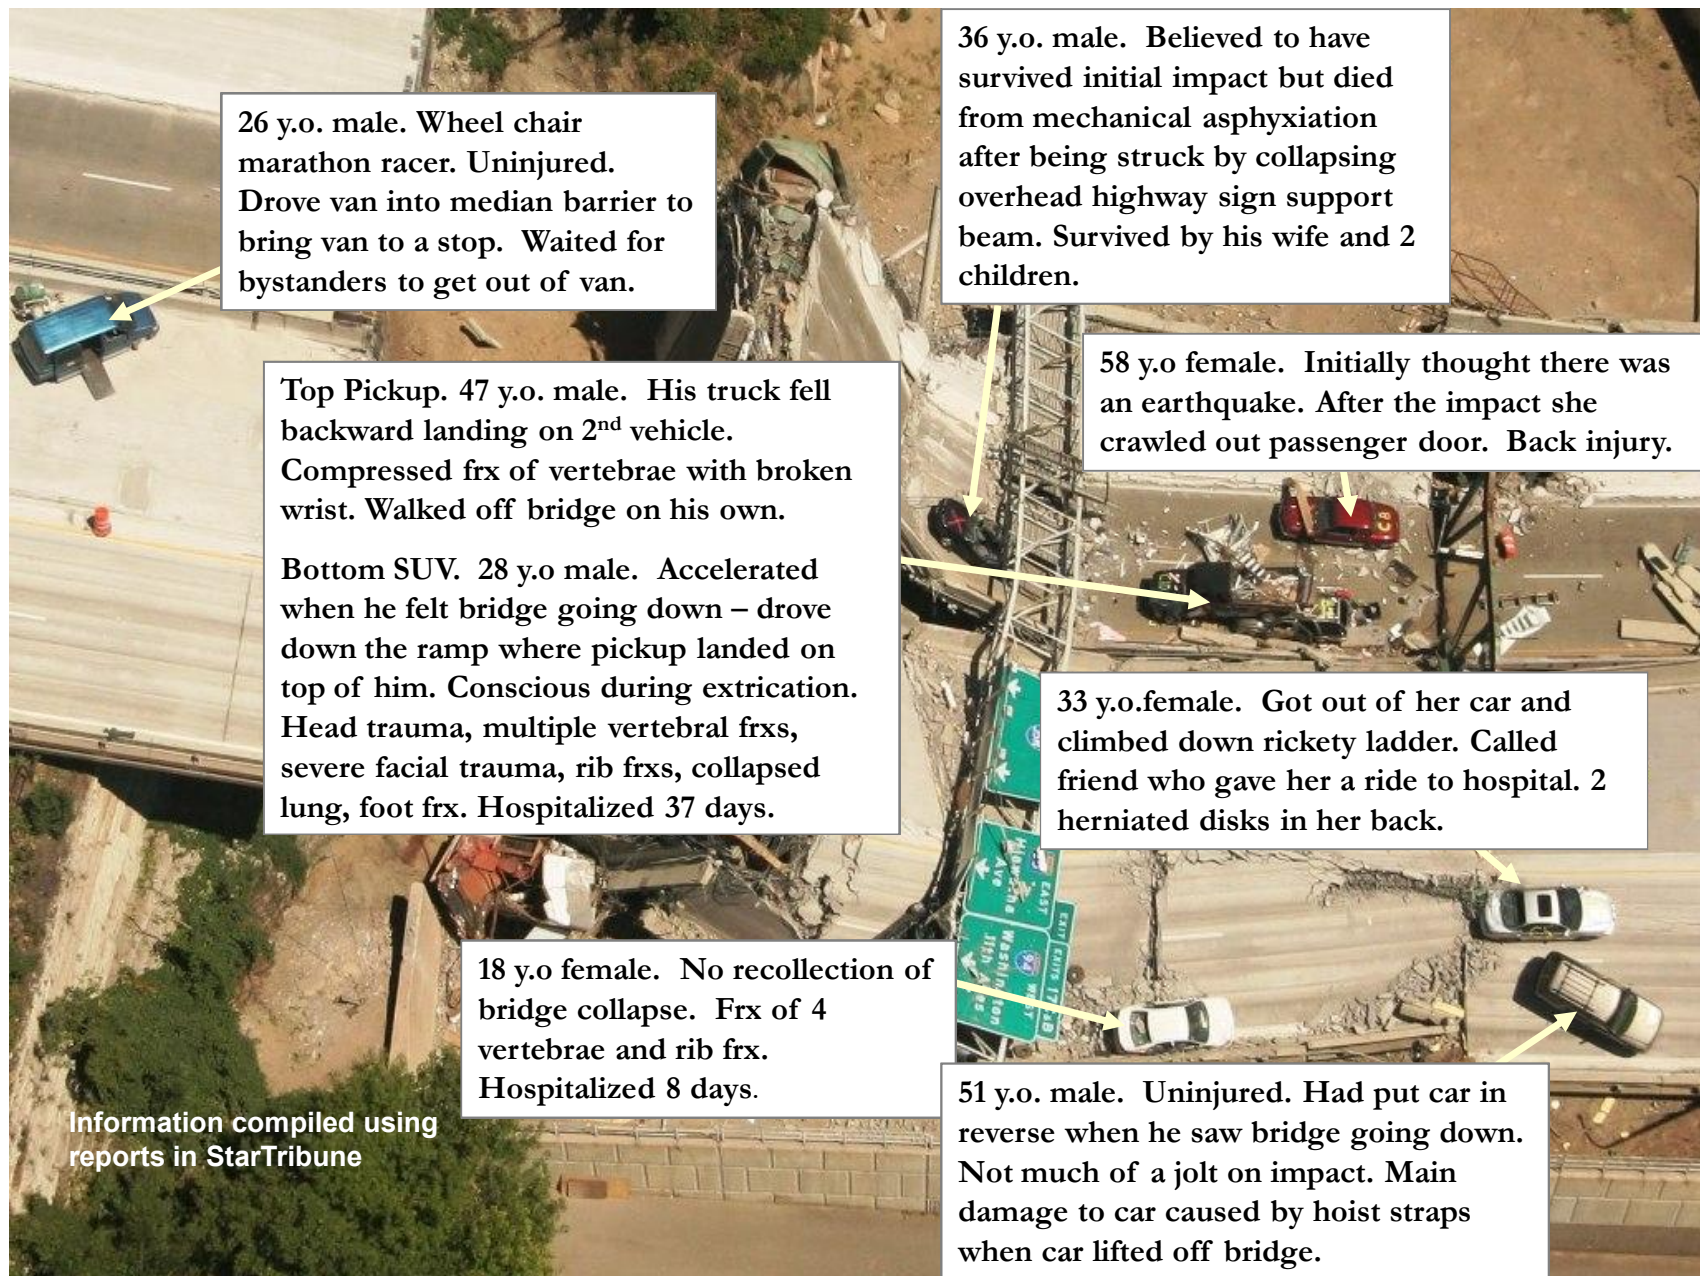 26 y.o. male. Wheel chair
marathon racer. Uninjured.
Drove van into median barrier to
bring van to a stop. Waited for
bystanders to get out of van.
36 y.o. male. Believed to have
survived initial impact but died
from mechanical asphyxiation
after being struck by collapsing
overhead highway sign support
beam. Survived by his wife and 2
children.
58 y.o female. Initially thought there was
an earthquake. After the impact she
crawled out passenger door. Back injury.
Top Pickup. 47 y.o. male. His truck fell
backward landing on 2nd vehicle.
Compressed frx of vertebrae with broken
wrist. Walked off bridge on his own.
Bottom SUV. 28 y.o male. Accelerated
when he felt bridge going down – drove
down the ramp where pickup landed on
top of him. Conscious during extrication.
Head trauma, multiple vertebral frxs,
severe facial trauma, rib frxs, collapsed
lung, foot frx. Hospitalized 37 days.
33 y.o.female. Got out of her car and
climbed down rickety ladder. Called
friend who gave her a ride to hospital. 2
herniated disks in her back.
EAST
Ave
EXIT
EXITS 17
WEST
94
Washington
11th Aves
18 y.o female. No recollection of
bridge collapse. Frx of 4
vertebrae and rib frx.
Hospitalized 8 days.
51 y.o. male. Uninjured. Had put car in
reverse when he saw bridge going down.
Not much of a jolt on impact. Main
damage to car caused by hoist straps
when car lifted off bridge.
Information compiled using
reports in StarTribune